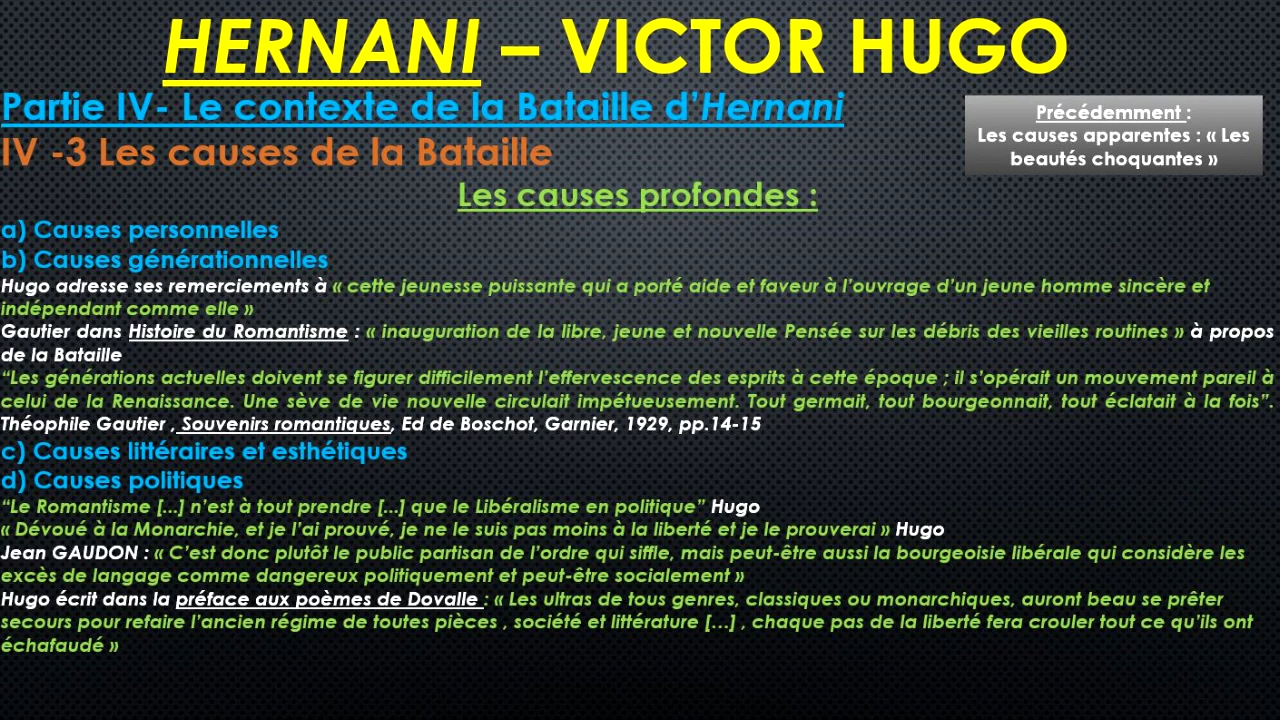 HERNANI – VICTOR HUGO
Partie IV- Le contexte de la Bataille d’Hernani
Précédemment :
Les causes apparentes : « Les
beautés choquantes »
IV -3 Les causes de la Bataille
Les causes profondes :
a) Causes personnelles
b) Causes générationnelles
Hugo adresse ses remerciements à « cette jeunesse puissante qui a porté aide et faveur à l’ouvrage d’un jeune homme sincère et
indépendant comme elle »
Gautier dans Histoire du Romantisme : « inauguration de la libre, jeune et nouvelle Pensée sur les débris des vieilles routines » à propos
de la Bataille
“Les générations actuelles doivent se figurer difficilement l’effervescence des esprits à cette époque ; il s’opérait un mouvement pareil à
celui de la Renaissance. Une sève de vie nouvelle circulait impétueusement. Tout germait, tout bourgeonnait, tout éclatait à la fois”.
Théophile Gautier , Souvenirs romantiques, Ed de Boschot, Garnier, 1929, pp.14-15
c) Causes littéraires et esthétiques
d) Causes politiques
“Le Romantisme [...] n’est à tout prendre [...] que le Libéralisme en politique” Hugo
« Dévoué à la Monarchie, et je l’ai prouvé, je ne le suis pas moins à la liberté et je le prouverai » Hugo
Jean GAUDON : « C’est donc plutôt le public partisan de l’ordre qui siffle, mais peut-être aussi la bourgeoisie libérale qui considère les
excès de langage comme dangereux politiquement et peut-être socialement »
Hugo écrit dans la préface aux poèmes de Dovalle : « Les ultras de tous genres, classiques ou monarchiques, auront beau se prêter
secours pour refaire l’ancien régime de toutes pièces , société et littérature […] , chaque pas de la liberté fera crouler tout ce qu’ils ont
échafaudé »